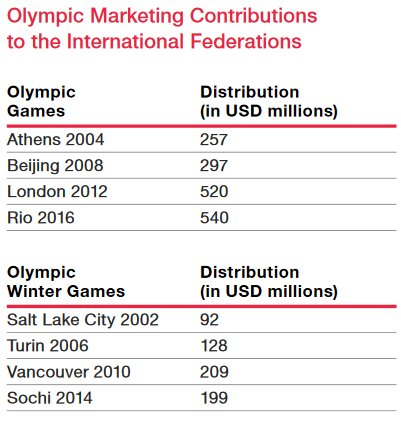 Olympic Marketing Contributions
to the International Federations
Olympic Games Distribution (in USD millions)
Athens 2004 257
Beijing 2008 297
London 2012 520
Rio 2016 540
Olympic Winter Games Distribution (in USD millions)
Salt Lake City 2002 92
Turin 2006 128
Vancouver 2010 209
Sochi 2014 199